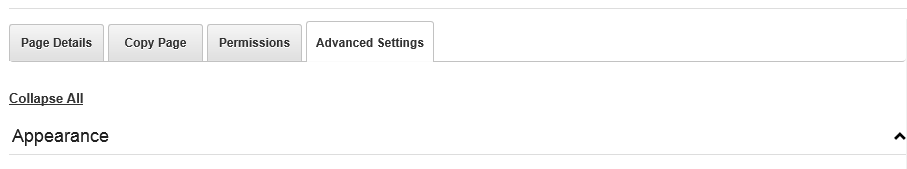 Page Details Copy Page Permissions Advanced Settings
Collapse All
Appearance